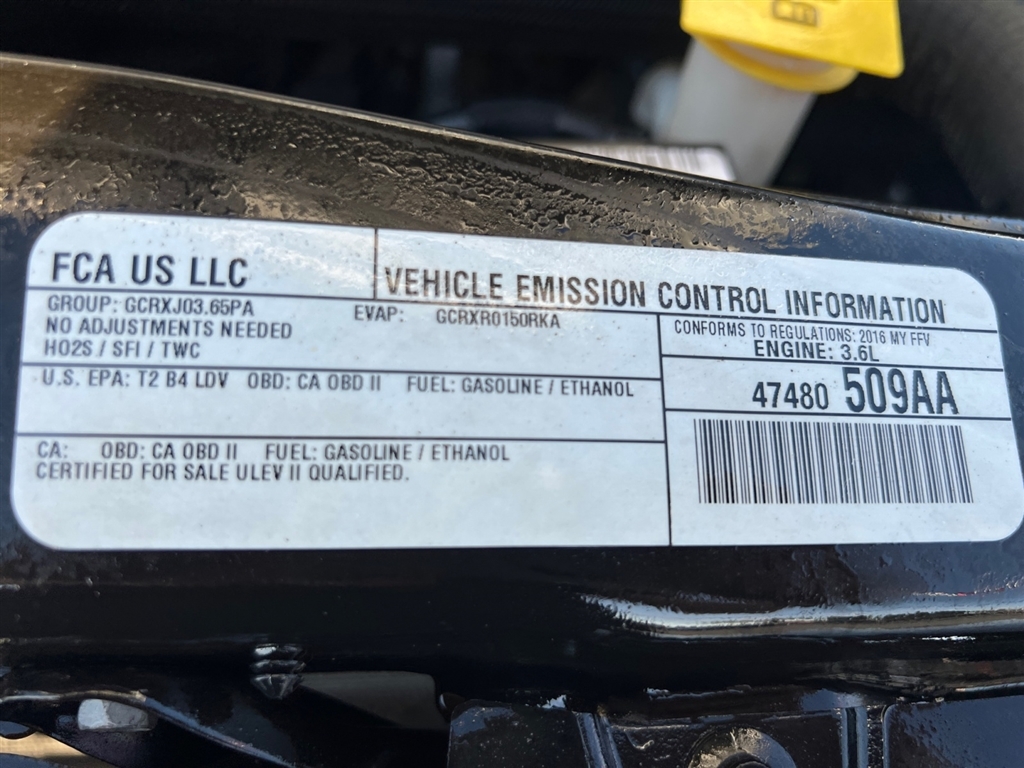 FCA US LLC
VEHICLE EMISSION CONTROL INFORMATION
GROUP: GCRXJ03.65PA
EVAP: GCRXR0150RKA
NO ADJUSTMENTS NEEDED
HO2S / SFI / TWC
CONFORMS TO REGULATIONS: 2016 MY FFV
ENGINE: 3.6L
U.S. EPA: T2 B4 LDV OBD: CA OBD II FUEL: GASOLINE / ETHANOL
47480 509AA
CA: OBD: CA OBD II FUEL: GASOLINE / ETHANOL
CERTIFIED FOR SALE ULEV II QUALIFIED.